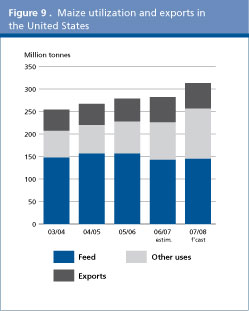 Figure 9 . Maize utilization and exports in
the United States
Million tonnes
350
300
250
200
150
100
50
0
03/04 04/05 05/06 06/07 07/08
estim. f'cast
Feed Other uses
Exports